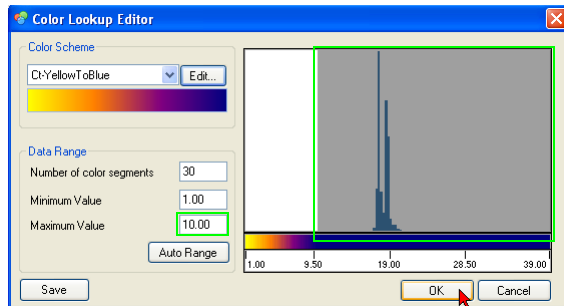 Color Lookup Editor
Color Scheme
Ct-YellowToBlue
Edit...
Data Range
Number of color segments 30
Minimum Value 1.00
Maximum Value 10.00
Auto Range
1.00 9.50 19.00 28.50 39.00
Save
OK
Cancel